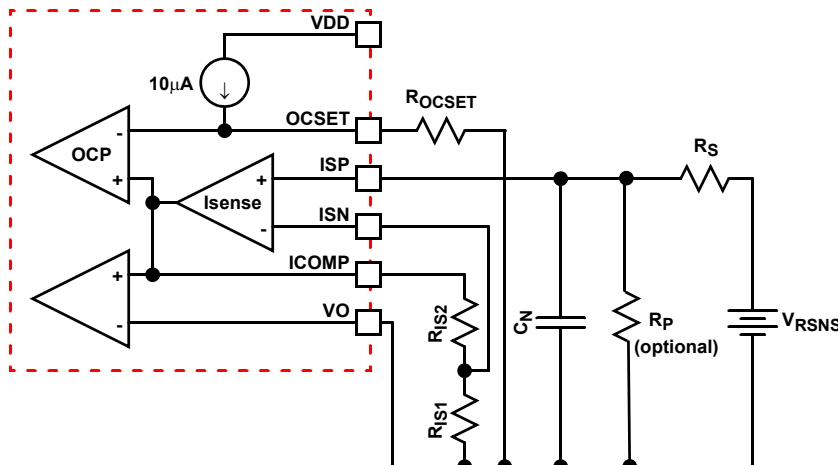 VDD
10µA
ROCSET
OCSET
-
OCP
+
ISP
RS
+
Isense
ISN
-
ICOMP
+
RIS2
CN
RP
(optional)
VRSNS
VO
-
RIS1